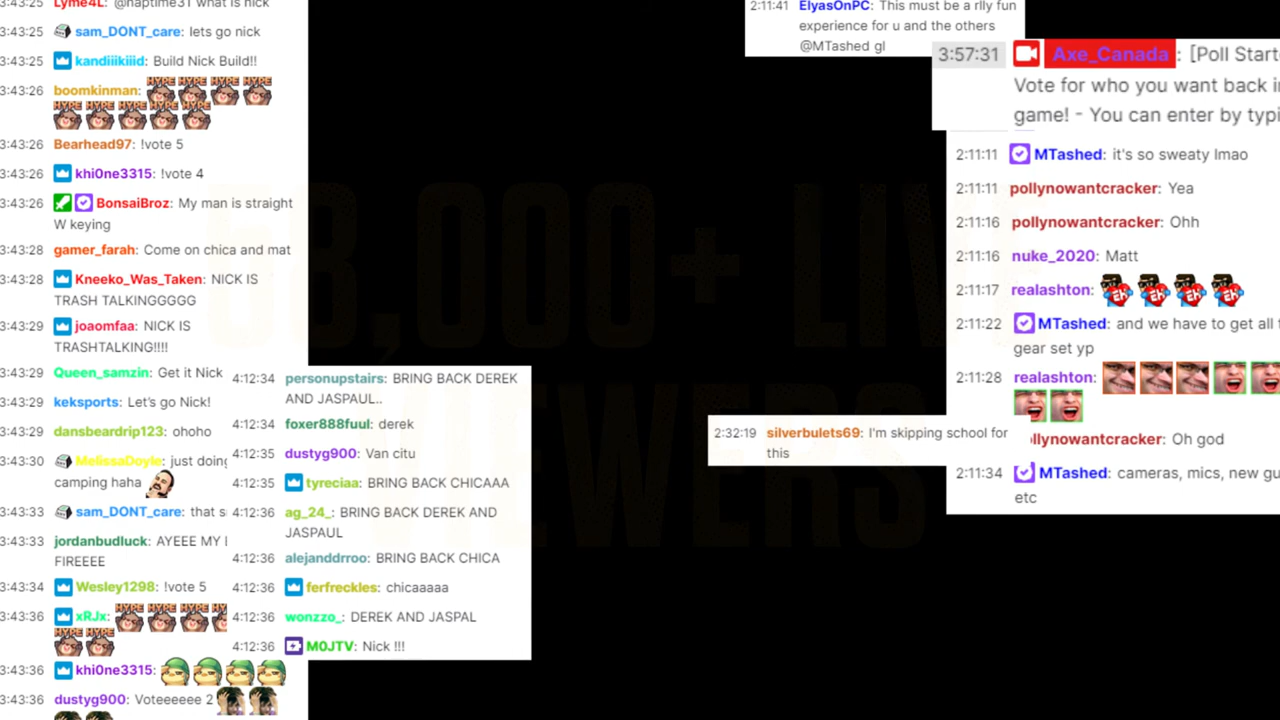 3:43:25 Lyme4L: @naptime31 what is nick
3:43:25 sam_DONT_care: lets go nick
3:43:25 kandiiikiiid: Build Nick Build!!
3:43:26 boomkinman:
3:43:26 Bearhead97: !vote 5
3:43:26 khi0ne3315: !vote 4
3:43:26 BonsaiBroz: My man is straight
W keying
3:43:28 gamer_farah: Come on chica and mat
3:43:28 Kneeko_Was_Taken: NICK IS
TRASH TALKINGGGGG
3:43:29 joaomfaa: NICK IS
TRASHTALKING!!!!
3:43:29 Queen_samzin: Get it Nick
3:43:29 keksports: Let's go Nick!
3:43:29 dansbeardrip123: ohoho
3:43:30 MelissaDoyle: just doing
camping haha
3:43:33 sam_DONT_care: that s
3:43:33 jordanbudluck: AYEEE MY
FIREEEE
3:43:34 Wesley1298: !vote 5
3:43:36 xRJx:
3:43:36 khi0ne3315:
3:43:36 dustyg900: Voteeeeee 2
4:12:34 personupstairs: BRING BACK DEREK
AND JASPAUL..
4:12:34 foxer888fuul: derek
4:12:35 dustyg900: Van citu
4:12:35 tyreciaa: BRING BACK CHICAAA
4:12:36 ag_24_: BRING BACK DEREK AND
JASPAUL
4:12:36 alejanddrroo: BRING BACK CHICA
4:12:36 ferfreckles: chicaaaaa
4:12:36 wonzzo_: DEREK AND JASPAL
4:12:36 M0JTV: Nick !!!
58,000+ LIVE
VIEWERS
2:11:41 ElyasOnPC: This must be a rlly fun
experience for u and the others
@MTashed gl
3:57:31 Axe_Canada: [Poll Start
Vote for who you want back i
game! - You can enter by typi
2:11:11 MTashed: it's so sweaty lmao
2:11:11 pollynowantcracker: Yea
2:11:16 pollynowantcracker: Ohh
2:11:16 nuke_2020: Matt
2:11:17 realashton:
2:11:22 MTashed: and we have to get all
gear set yp
2:11:28 realashton:
2:32:19 silverbulets69: I'm skipping school for
this
llynowantcracker: Oh god
2:11:34 MTashed: cameras, mics, new gu
etc